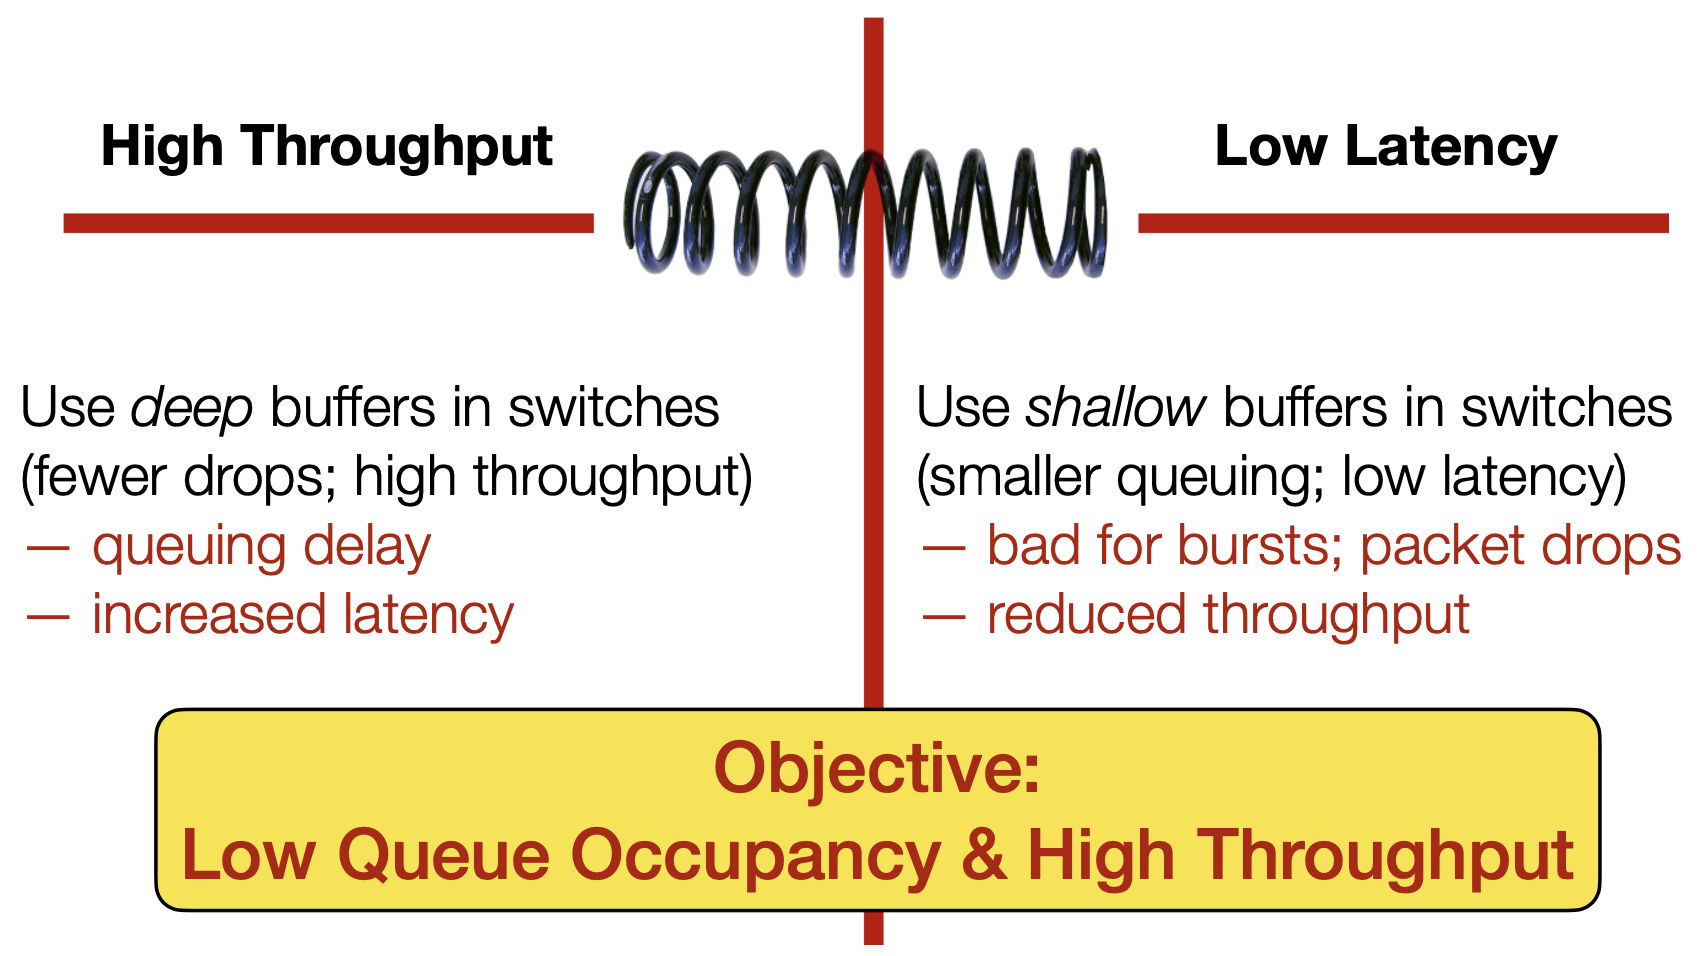 High Throughput
Low Latency
Use deep buffers in switches
(fewer drops; high throughput)
— queuing delay
— increased latency
Use shallow buffers in switches
(smaller queuing; low latency)
— bad for bursts; packet drops
— reduced throughput
Objective:
Low Queue Occupancy & High Throughput